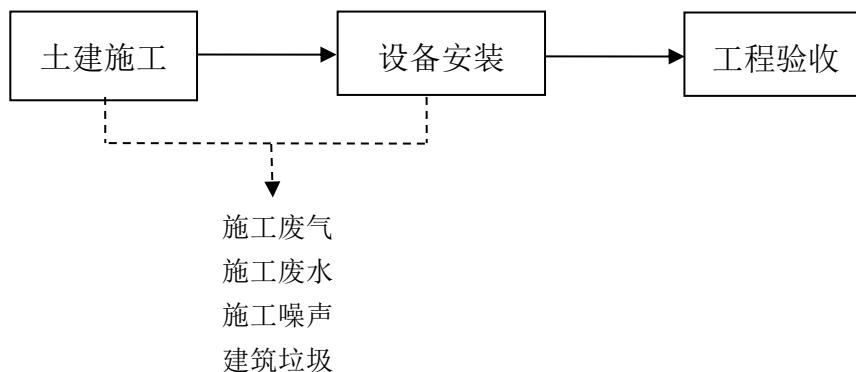 土建施工
设备安装
工程验收
施工废气
施工废水
施工噪声
建筑垃圾